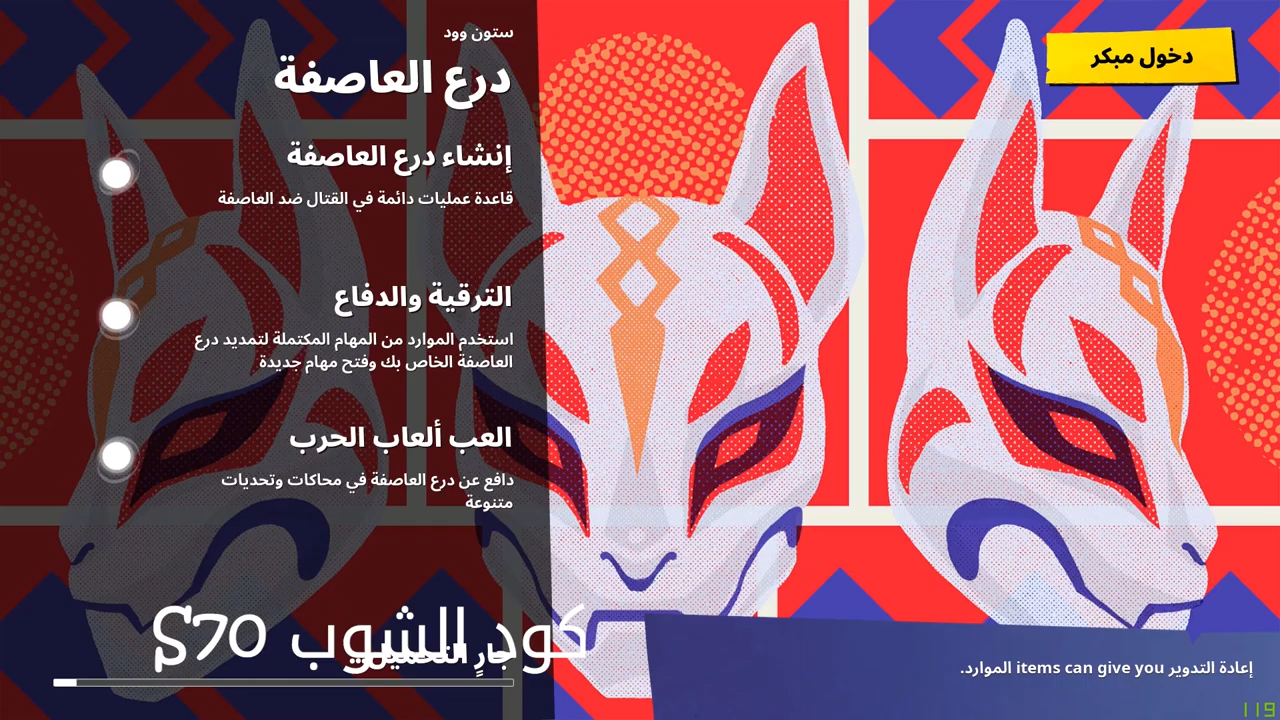 ستون وود
درع العاصفة
دخول مبكر
إنشاء درع العاصفة
قاعدة عمليات دائمة في القتال ضد العاصفة
الترقية والدفاع
استخدم الموارد من المهام المكتملة لتمديد درع
العاصفة الخاص بك وفتح مهام جديدة
العب ألعاب الحرب
دافع عن درع العاصفة في محاكات وتحديات
متنوعة
كود الشوب S70
جارٍ التحميل
إعادة التدوير items can give you الموارد.
119